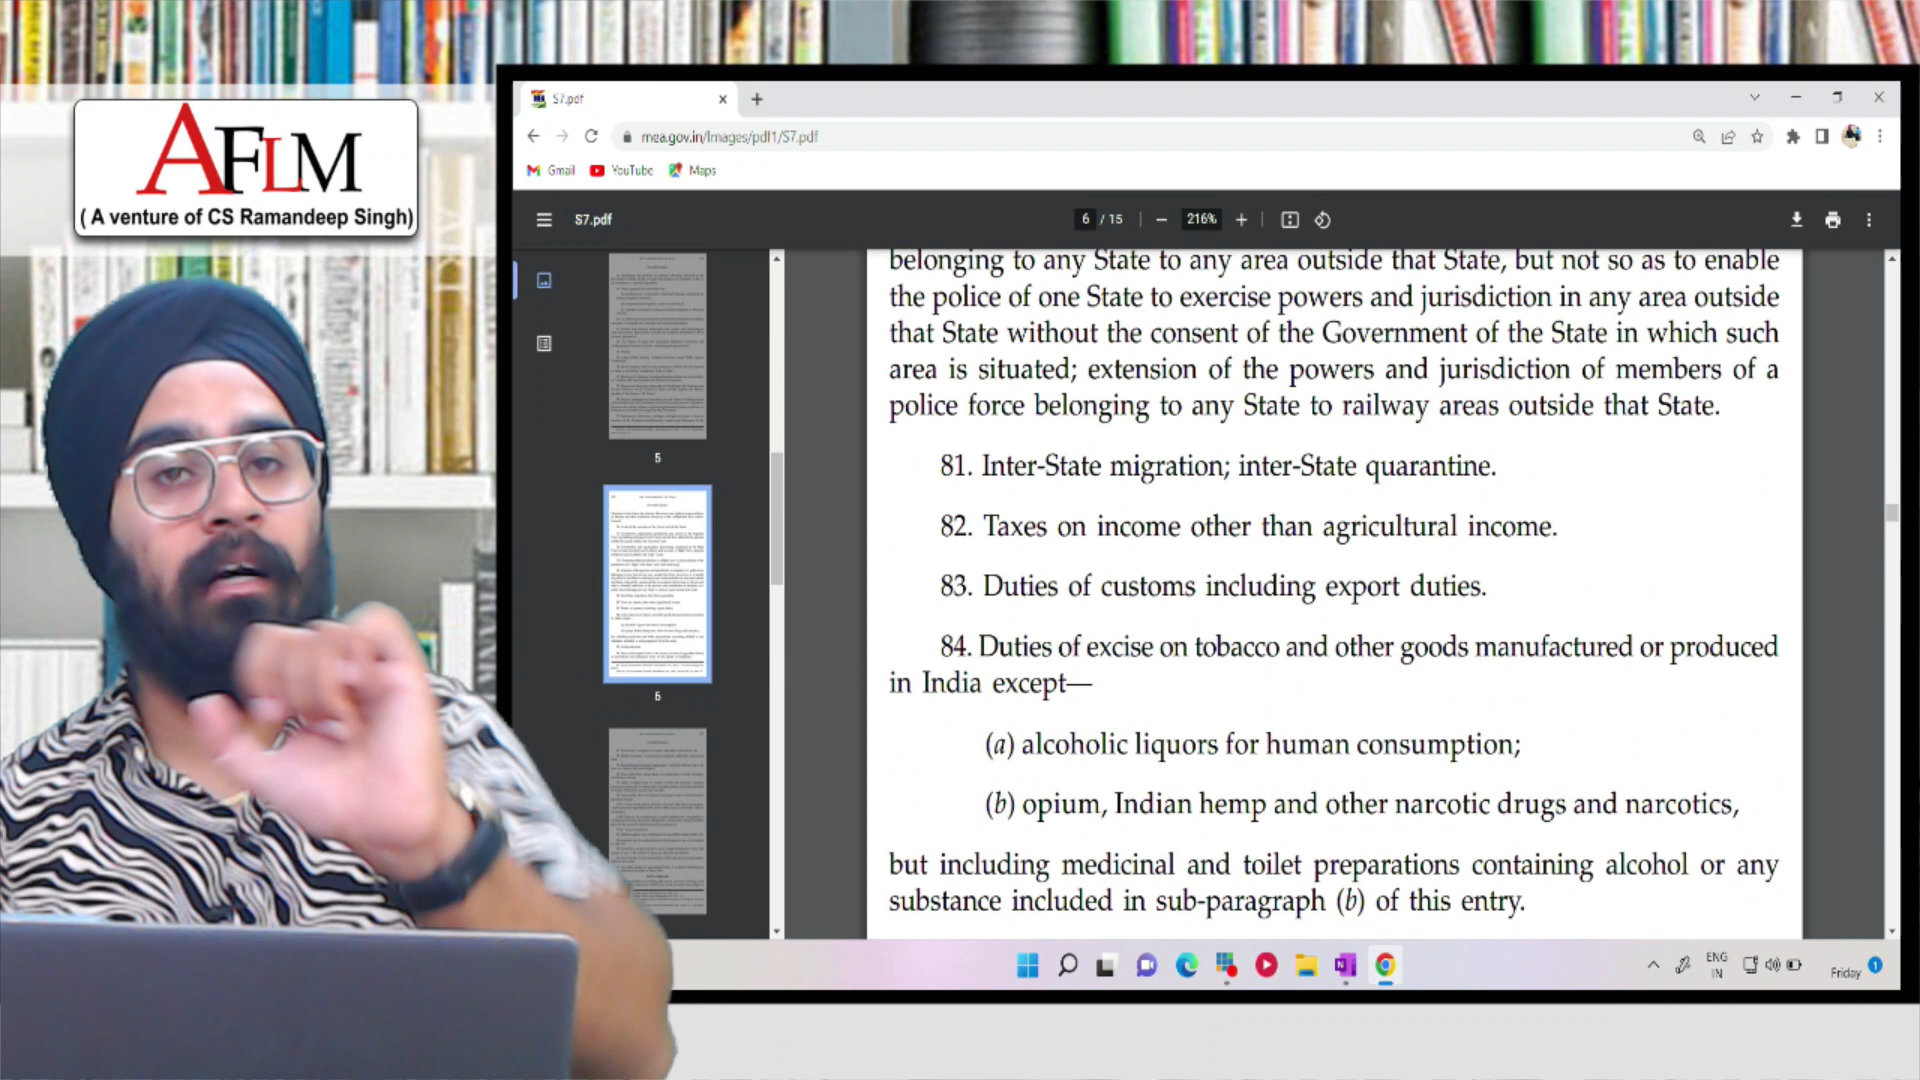 AFLM
( A venture of CS Ramandeep Singh)
S7.pdf
mea.gov.in/Images/pdf1/S7.pdf
Gmail YouTube Maps
S7.pdf
6 / 15
216%
belonging to any State to any area outside that State, but not so as to enable
the police of one State to exercise powers and jurisdiction in any area outside
that State without the consent of the Government of the State in which such
area is situated; extension of the powers and jurisdiction of members of a
police force belonging to any State to railway areas outside that State.
81. Inter-State migration; inter-State quarantine.
82. Taxes on income other than agricultural income.
83. Duties of customs including export duties.
84. Duties of excise on tobacco and other goods manufactured or produced
in India except—
(a) alcoholic liquors for human consumption;
(b) opium, Indian hemp and other narcotic drugs and narcotics,
but including medicinal and toilet preparations containing alcohol or any
substance included in sub-paragraph (b) of this entry.
5
6
ENG
IN
Friday
1